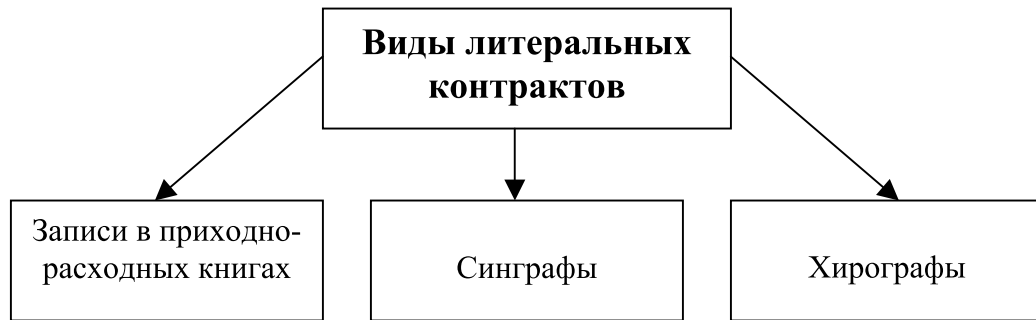 Виды литеральных
контрактов
Записи в приходно-
расходных книгах
Синграфы
Хирографы